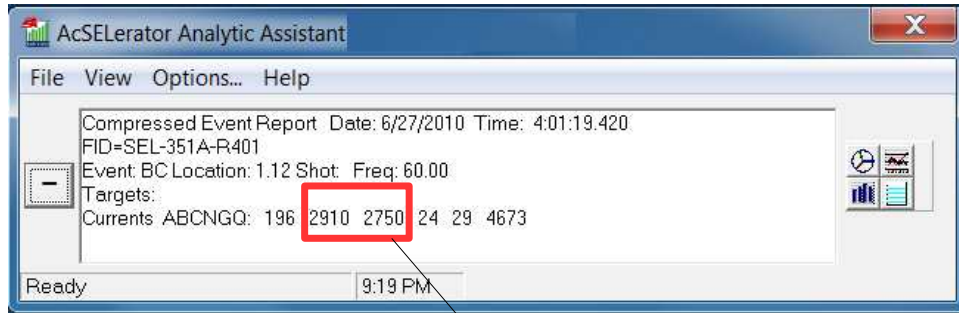 AcSELerator Analytic Assistant
File View Options... Help
Compressed Event Report Date: 6/27/2010 Time: 4:01:19.420
FID=SEL-351A-R401
Event: BC Location: 1.12 Shot: Freq: 60.00
Targets:
Currents ABCNGQ: 196 2910 2750 24 29 4673
Ready 9:19 PM